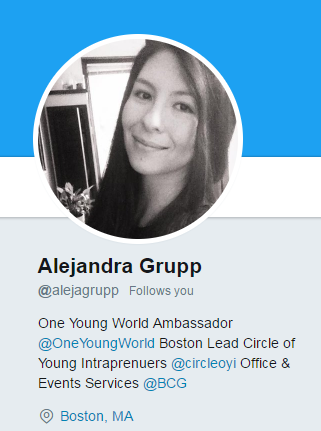 Alejandra Grupp
@alejagrupp Follows you
One Young World Ambassador
@OneYoungWorld Boston Lead Circle of
Young Intraprenuers @circleoyi Office &
Events Services @BCG
Boston, MA